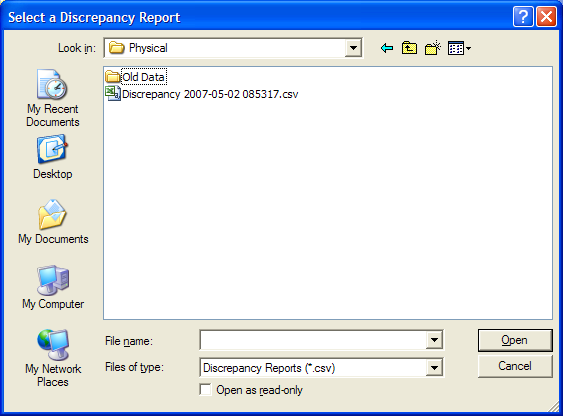 Select a Discrepancy Report
Look in: Physical
My Recent
Documents
Desktop
My Documents
My Computer
My Network
Places
Old Data
Discrepancy 2007-05-02 085317.csv
File name:
Open
Files of type: Discrepancy Reports (*.csv)
Cancel
Open as read-only